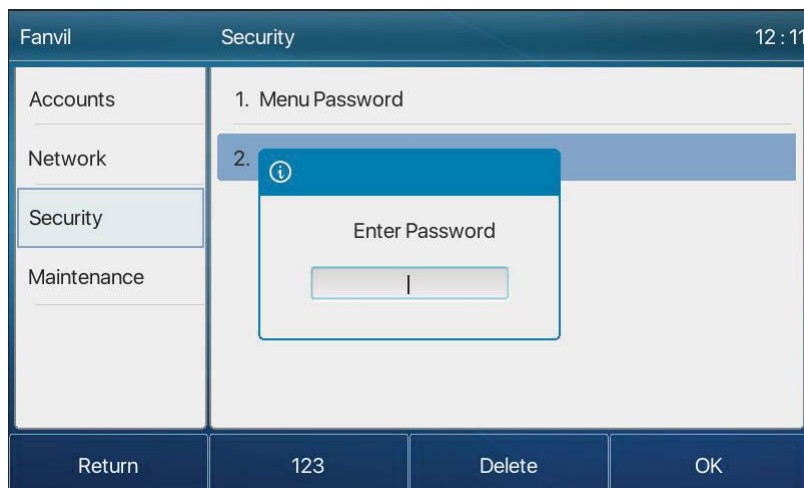 Fanvil Security 12 : 11
Accounts
Network
Security
Maintenance
1. Menu Password
2.
Enter Password
Return 123 Delete OK